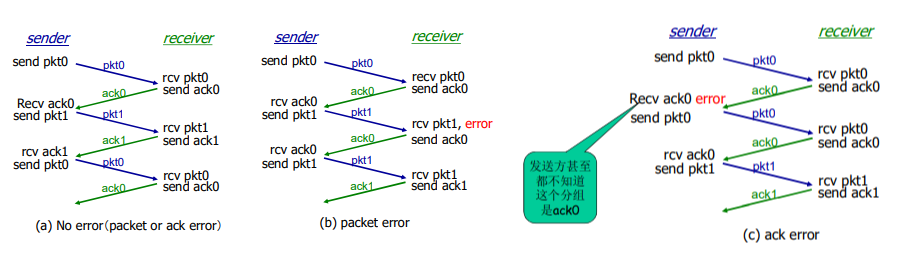 sender
receiver
send pkt0
pkt0
rcv pkt0
send ack0
ack0
Recv ack0
send pkt1
pkt1
rcv pkt1
send ack1
ack1
rcv ack1
send pkt0
pkt0
rcv pkt0
send ack0
ack0
(a) No error(packet or ack error)
sender
receiver
send pkt0
pkt0
recv pkt0
send ack0
ack0
rcv ack0
send pkt1
pkt1
rcv pkt1, error
send ack0
ack0
rcv ack0
send pkt1
pkt1
rcv pkt1
send ack1
ack1
(b) packet error
sender
receiver
send pkt0
pkt0
rcv pkt0
send ack0
ack0
Recv ack0 error
send pkt0
pkt0
rcv pkt0
send ack0
ack0
rcv ack0
send pkt1
pkt1
rcv pkt1
send ack1
ack1
发送方甚至
都不知道
这个分组
是ack0
(c) ack error